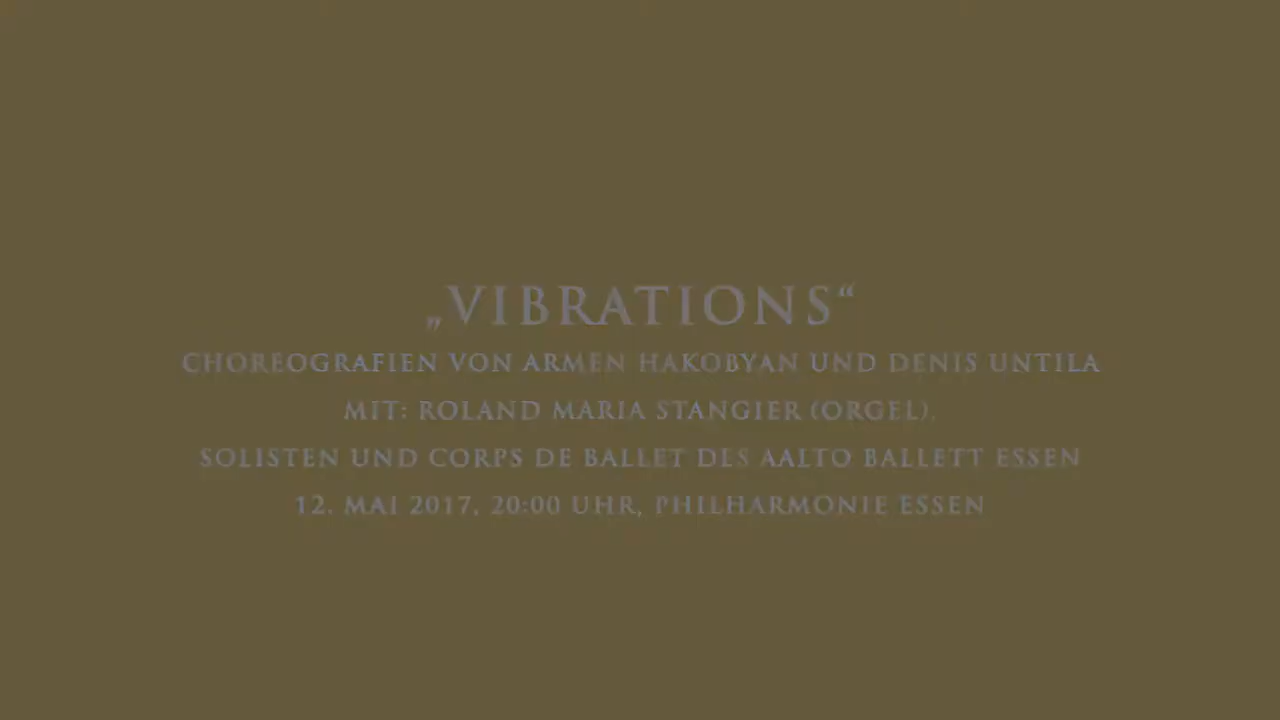 „VIBRATIONS“
CHOREOGRAFIEN VON ARMEN HAKOBYAN UND DENIS UNTILA
MIT: ROLAND MARIA STANGIER (ORGEL),
SOLISTEN UND CORPS DE BALLET DES AALTO BALLETT ESSEN
12. MAI 2017, 20:00 UHR, PHILHARMONIE ESSEN